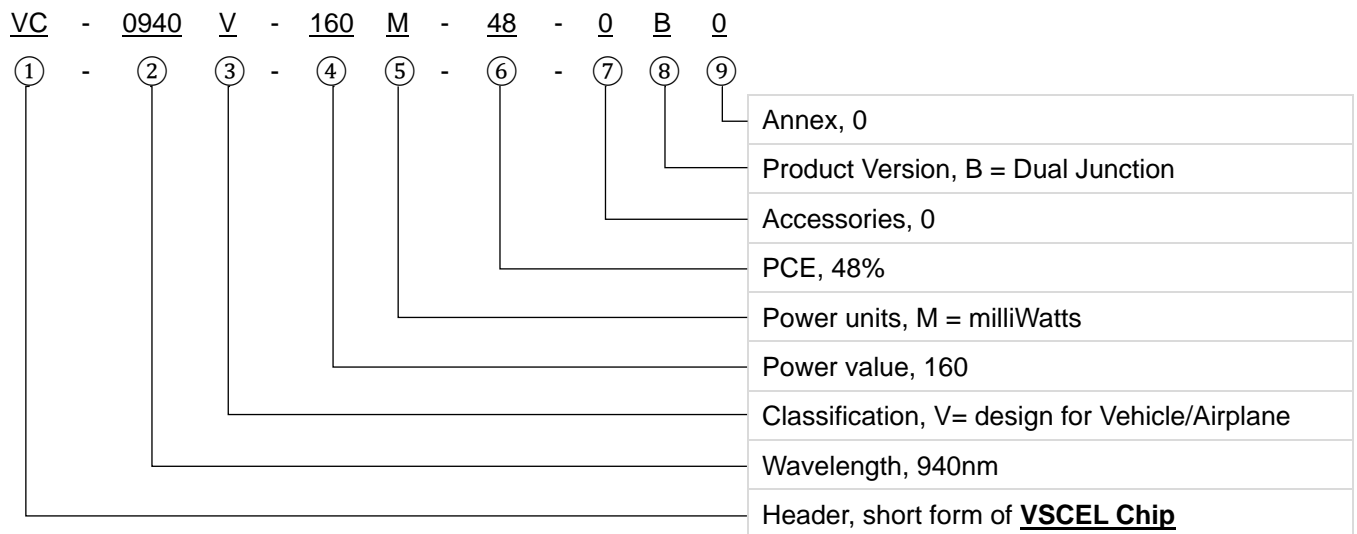 VC - 0940 V - 160 M - 48 - 0 B 0
① - ② ③ - ④ ⑤ - ⑥ - ⑦ ⑧ ⑨
Annex, 0
Product Version, B = Dual Junction
Accessories, 0
PCE, 48%
Power units, M = milliWatts
Power value, 160
Classification, V= design for Vehicle/Airplane
Wavelength, 940nm
Header, short form of VSCEL Chip